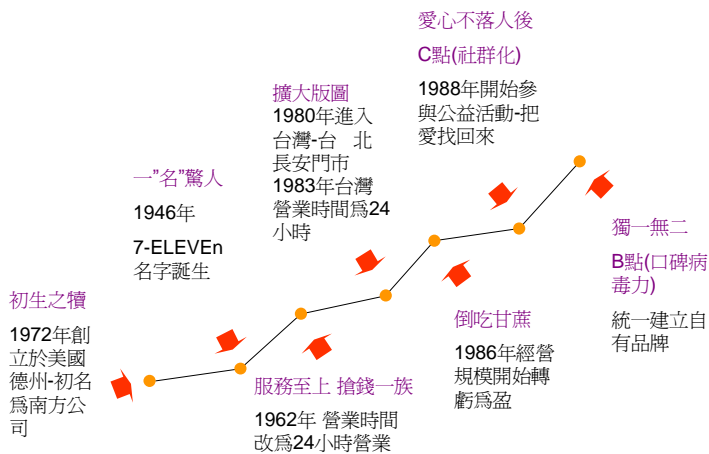 初生之犢
1972年創
立於美國
德州-初名
為南方公
司
一”名”驚人
1946年
7-ELEVEn
名字誕生
服務至上 搶錢一族
1962年 營業時間
改為24小時營業
擴大版圖
1980年進入
台灣-台 北
長安門市
1983年台灣
營業時間為24
小時
倒吃甘蔗
1986年經營
規模開始轉
虧為盈
愛心不落人後
C點(社群化)
1988年開始參
與公益活動-把
愛找回來
獨一無二
B點(口碑病
毒力)
統一建立自
有品牌